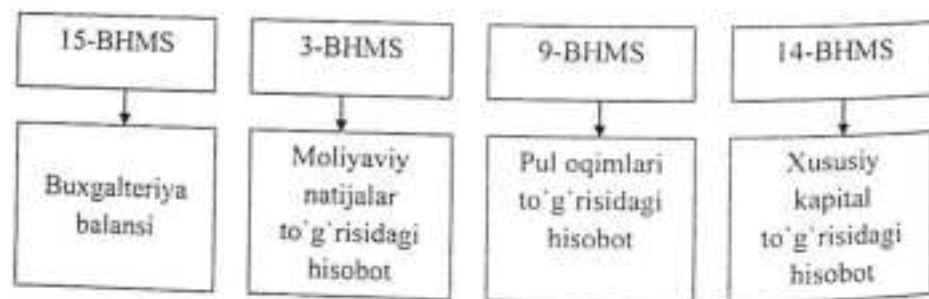 15-BHMS
3-BHMS
9-BHMS
14-BHMS
Buxgalteriya
balansi
Moliyaviy
natijalar
to`g`risidagi
hisobot
Pul oqimlari
to`g`risidagi
hisobot
Xususiy
kapital
to`g`risidagi
hisobot